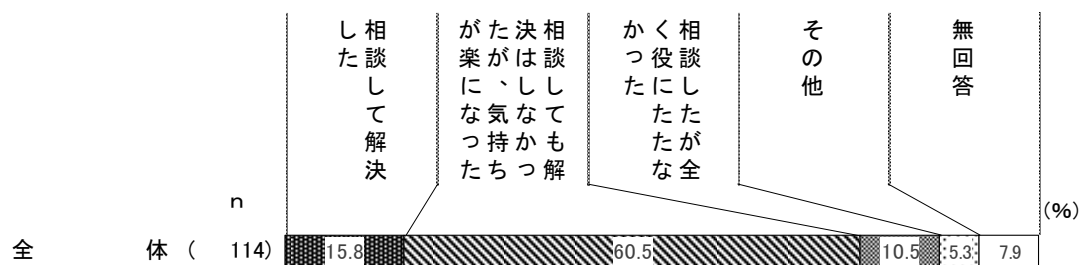 相談して解決
した
相談しても解
決はしなかっ
たが、気持ち
が楽になった
相談したが全
く役にたたな
かった
その他
無回答
n
(%)
全 体 ( 114)
15.8
60.5
10.5
5.3
7.9